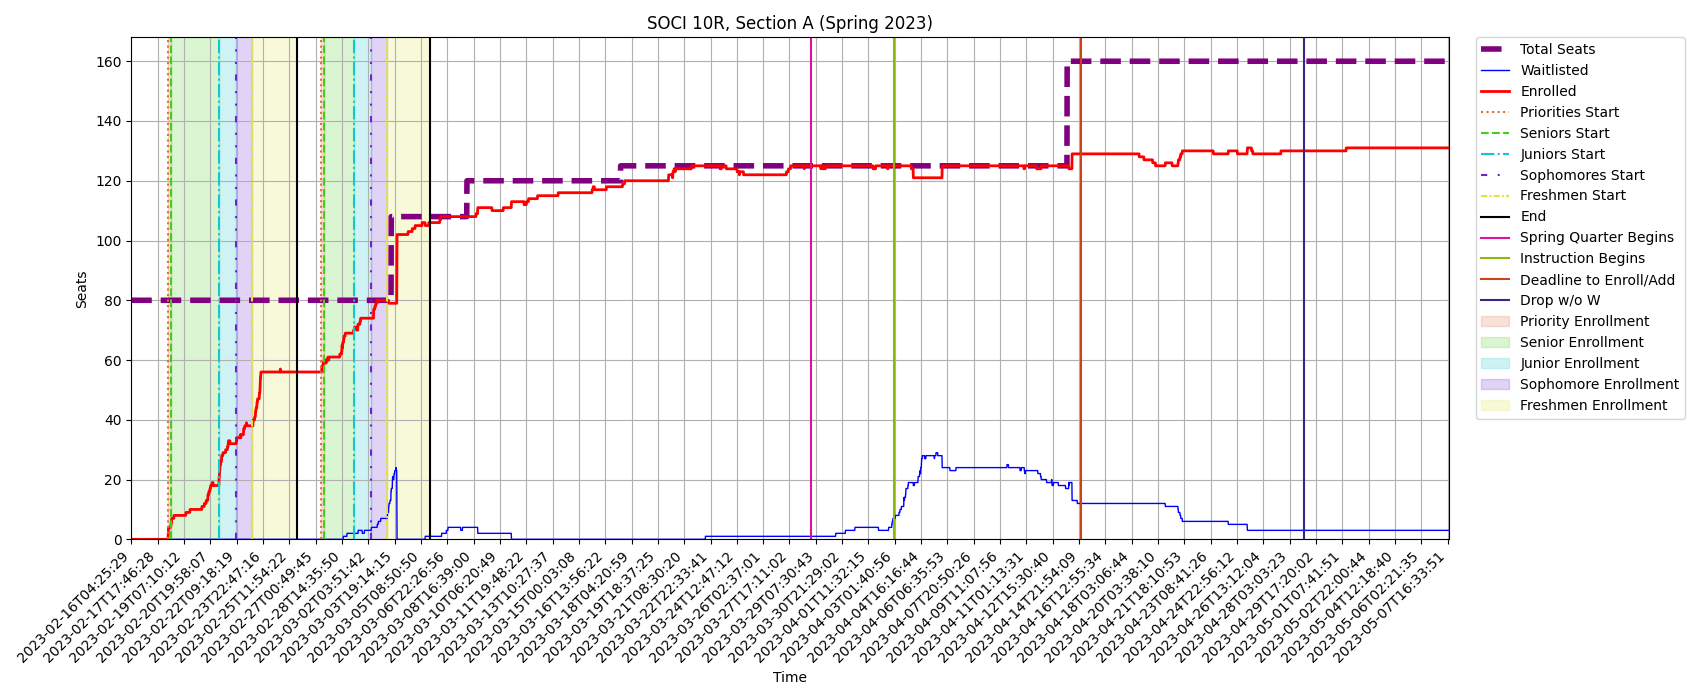 SOCI 10R, Section A (Spring 2023)
Seats
160
140
120
100
80
60
40
20
0
2023-02-16T04:25:29
2023-02-17T17:46:28
2023-02-19T07:10:12
2023-02-20T19:58:07
2023-02-22T09:18:19
2023-02-23T22:47:16
2023-02-25T11:54:22
2023-02-27T00:49:45
2023-02-28T14:35:50
2023-03-02T03:51:42
2023-03-03T19:14:15
2023-03-05T08:50:50
2023-03-06T22:26:56
2023-03-08T16:39:00
2023-03-10T06:20:49
2023-03-11T19:48:22
2023-03-13T10:27:37
2023-03-15T00:03:08
2023-03-16T13:56:22
2023-03-18T04:20:59
2023-03-19T18:37:25
2023-03-21T08:30:20
2023-03-22T22:33:41
2023-03-24T12:47:12
2023-03-26T02:37:01
2023-03-27T17:11:02
2023-03-29T07:30:43
2023-03-30T21:29:02
2023-04-01T11:32:15
2023-04-03T01:40:56
2023-04-04T16:16:44
2023-04-06T06:35:53
2023-04-07T20:50:26
2023-04-09T11:07:56
2023-04-11T01:13:31
2023-04-12T15:30:40
2023-04-14T21:54:09
2023-04-16T12:55:34
2023-04-18T03:06:44
2023-04-20T03:38:10
2023-04-21T18:10:53
2023-04-23T08:41:26
2023-04-24T22:56:12
2023-04-26T13:12:04
2023-04-28T03:03:23
2023-04-29T17:20:02
2023-05-01T07:41:51
2023-05-02T22:00:44
2023-05-04T12:18:40
2023-05-06T02:21:35
2023-05-07T16:33:51
Time
Total Seats
Waitlisted
Enrolled
Priorities Start
Seniors Start
Juniors Start
Sophomores Start
Freshmen Start
End
Spring Quarter Begins
Instruction Begins
Deadline to Enroll/Add
Drop w/o W
Priority Enrollment
Senior Enrollment
Junior Enrollment
Sophomore Enrollment
Freshmen Enrollment